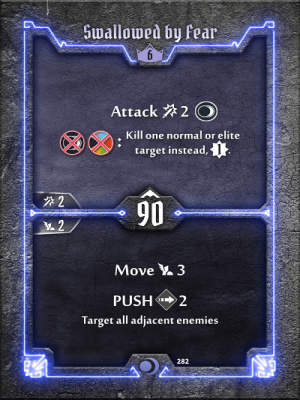 Swallowed by Fear
6
Attack 2
: Kill one normal or elite
target instead, 1.
2
90
2
Move 3
PUSH 2
Target all adjacent enemies
282